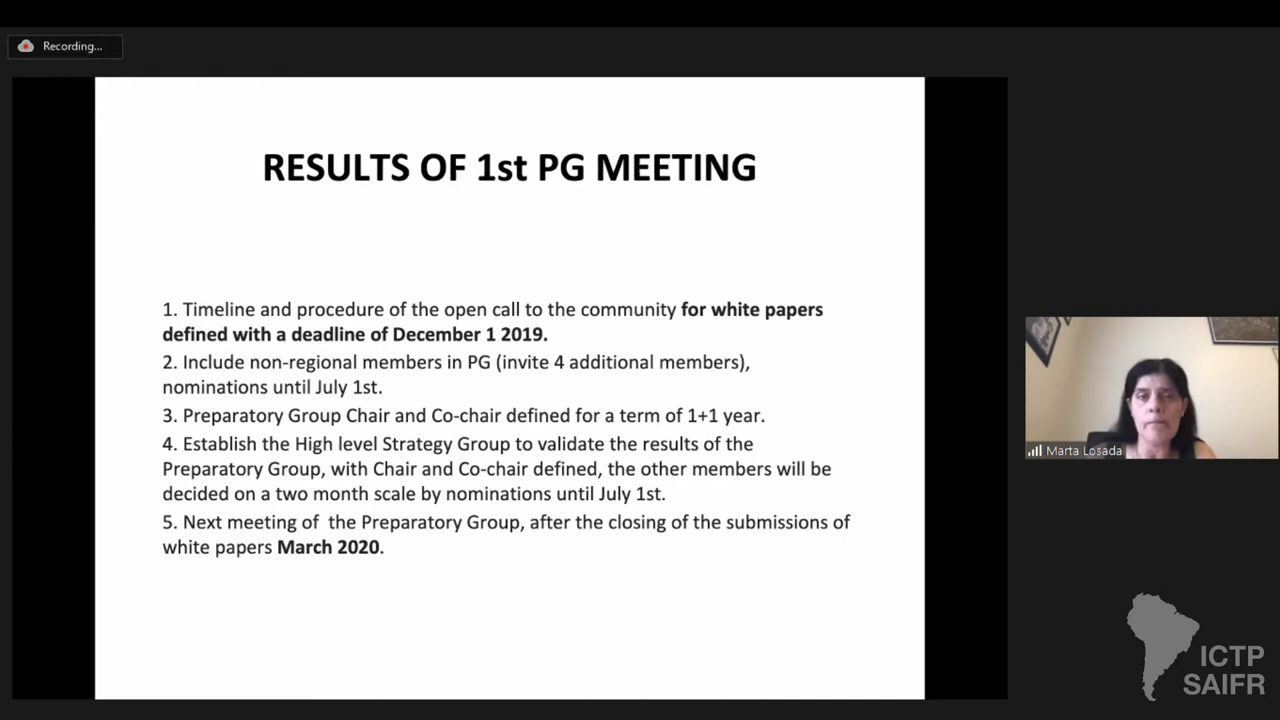 Recording...
RESULTS OF 1st PG MEETING
1. Timeline and procedure of the open call to the community for white papers
defined with a deadline of December 1 2019.
2. Include non-regional members in PG (invite 4 additional members),
nominations until July 1st.
3. Preparatory Group Chair and Co-chair defined for a term of 1+1 year.
4. Establish the High level Strategy Group to validate the results of the
Preparatory Group, with Chair and Co-chair defined, the other members will be
decided on a two month scale by nominations until July 1st.
5. Next meeting of  the Preparatory Group, after the closing of the submissions of
white papers March 2020.
Marta Losada
ICTP
SAIFR